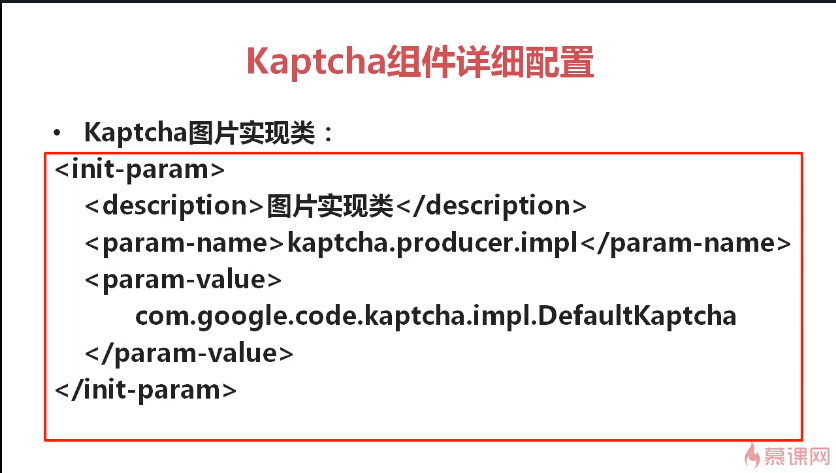 Kaptcha组件详细配置
• Kaptcha图片实现类：
<init-param>
<description>图片实现类</description>
<param-name>kaptcha.producer.impl</param-name>
<param-value>
com.google.code.kaptcha.impl.DefaultKaptcha
</param-value>
</init-param>
慕课网